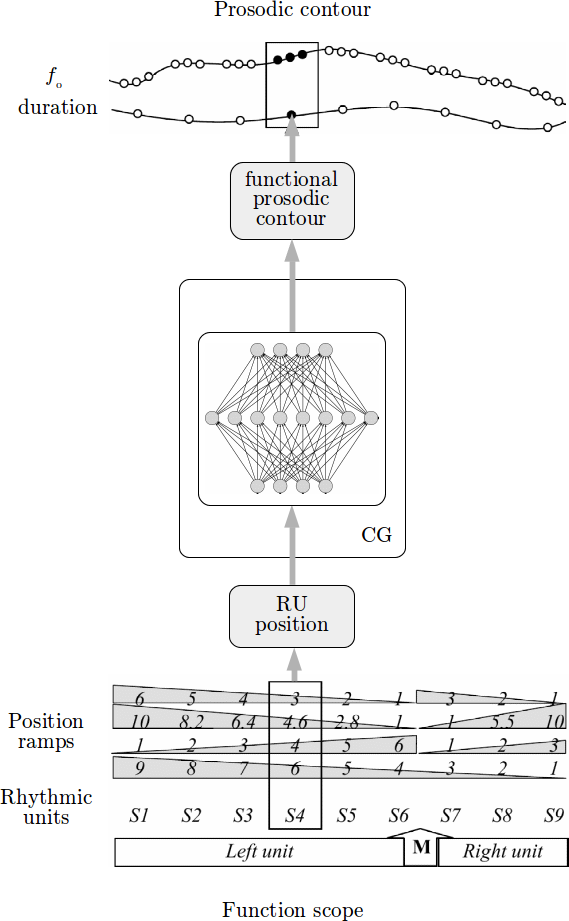 Prosodic contour
fo
duration
functional
prosodic
contour
CG
RU
position
6 5 4 3 2 1 3 2 1
Position
ramps
10 8.2 6.4 4.6 2.8 1 1 5.5 10
1 2 3 4 5 6 1 2 3
9 8 7 6 5 4 3 2 1
Rhythmic
units
S1 S2 S3 S4 S5 S6 S7 S8 S9
Left unit M Right unit
Function scope